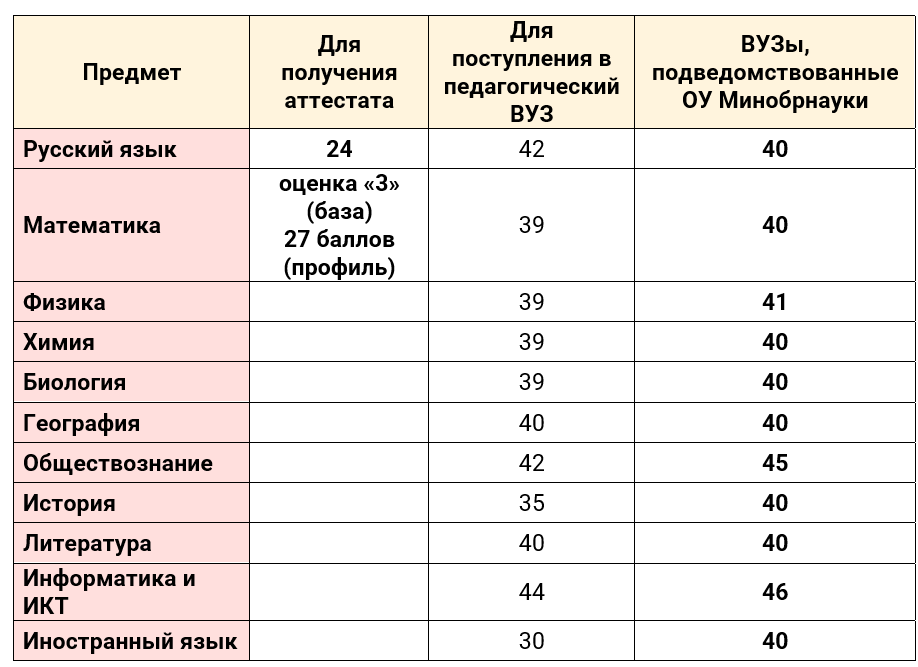 Предмет
Для
получения
аттестата
Для
поступления в
педагогический
ВУЗ
ВУЗы,
подведомствованные
ОУ Минобрнауки
Русский язык 24 42 40
Математика
оценка «3»
(база)
27 баллов
(профиль)
39 40
Физика 39 41
Химия 39 40
Биология 39 40
География 40 40
Обществознание 42 45
История 35 40
Литература 40 40
Информатика и
ИКТ
44 46
Иностранный язык 30 40